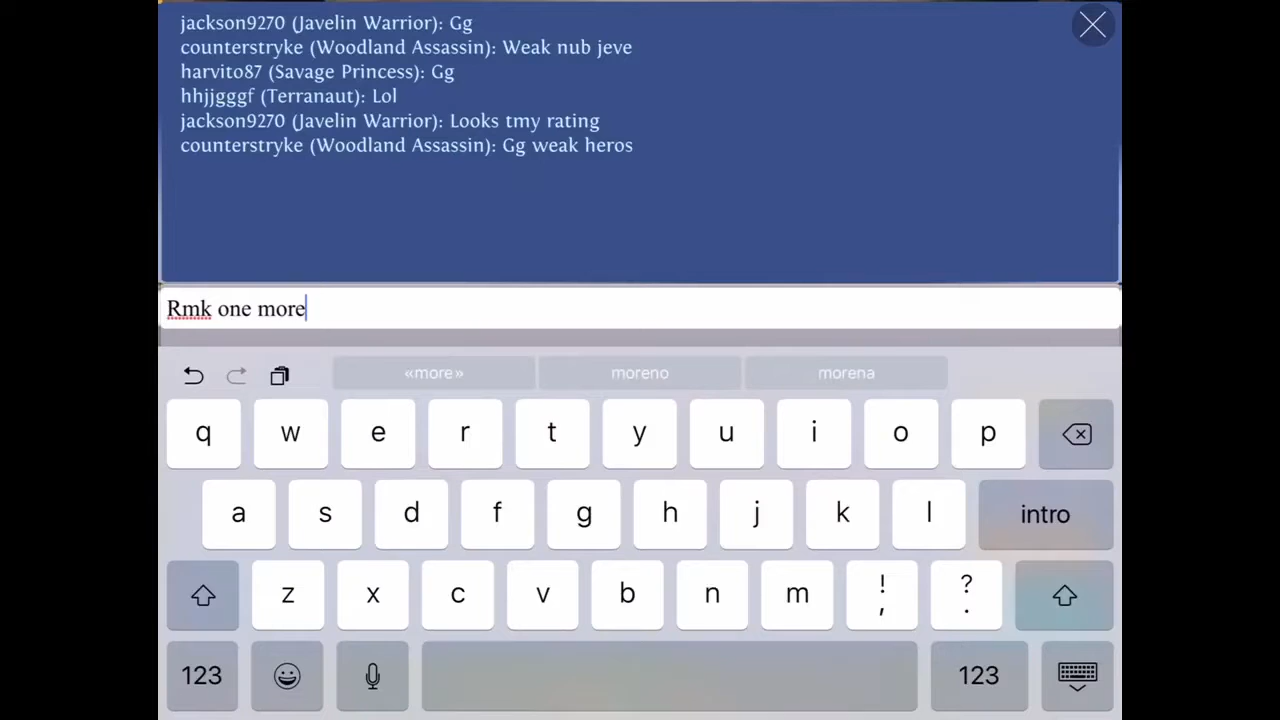 jackson9270 (Javelin Warrior): Gg
counterstryke (Woodland Assassin): Weak nub jeve
harvito87 (Savage Princess): Gg
hhjjgggf (Terranaut): Lol
jackson9270 (Javelin Warrior): Looks tmy rating
counterstryke (Woodland Assassin): Gg weak heros
Rmk one more
«more» moreno morena
q w e r t y u i o p
a s d f g h j k l intro
z x c v b n m ! , ? .
123 123